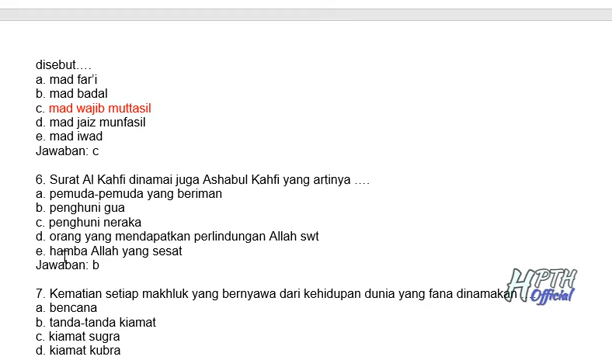 disebut....
a. mad far'i
b. mad badal
c. mad wajib muttasil
d. mad jaiz munfasil
e. mad iwad
Jawaban: c
6. Surat Al Kahfi dinamai juga Ashabul Kahfi yang artinya ....
a. pemuda-pemuda yang beriman
b. penghuni gua
c. penghuni neraka
d. orang yang mendapatkan perlindungan Allah swt
e. hamba Allah yang sesat
Jawaban: b
HPTH
Official
7. Kematian setiap makhluk yang bernyawa dari kehidupan dunia yang fana dinamakan ....
a. bencana
b. tanda-tanda kiamat
c. kiamat sugra
d. kiamat kubra